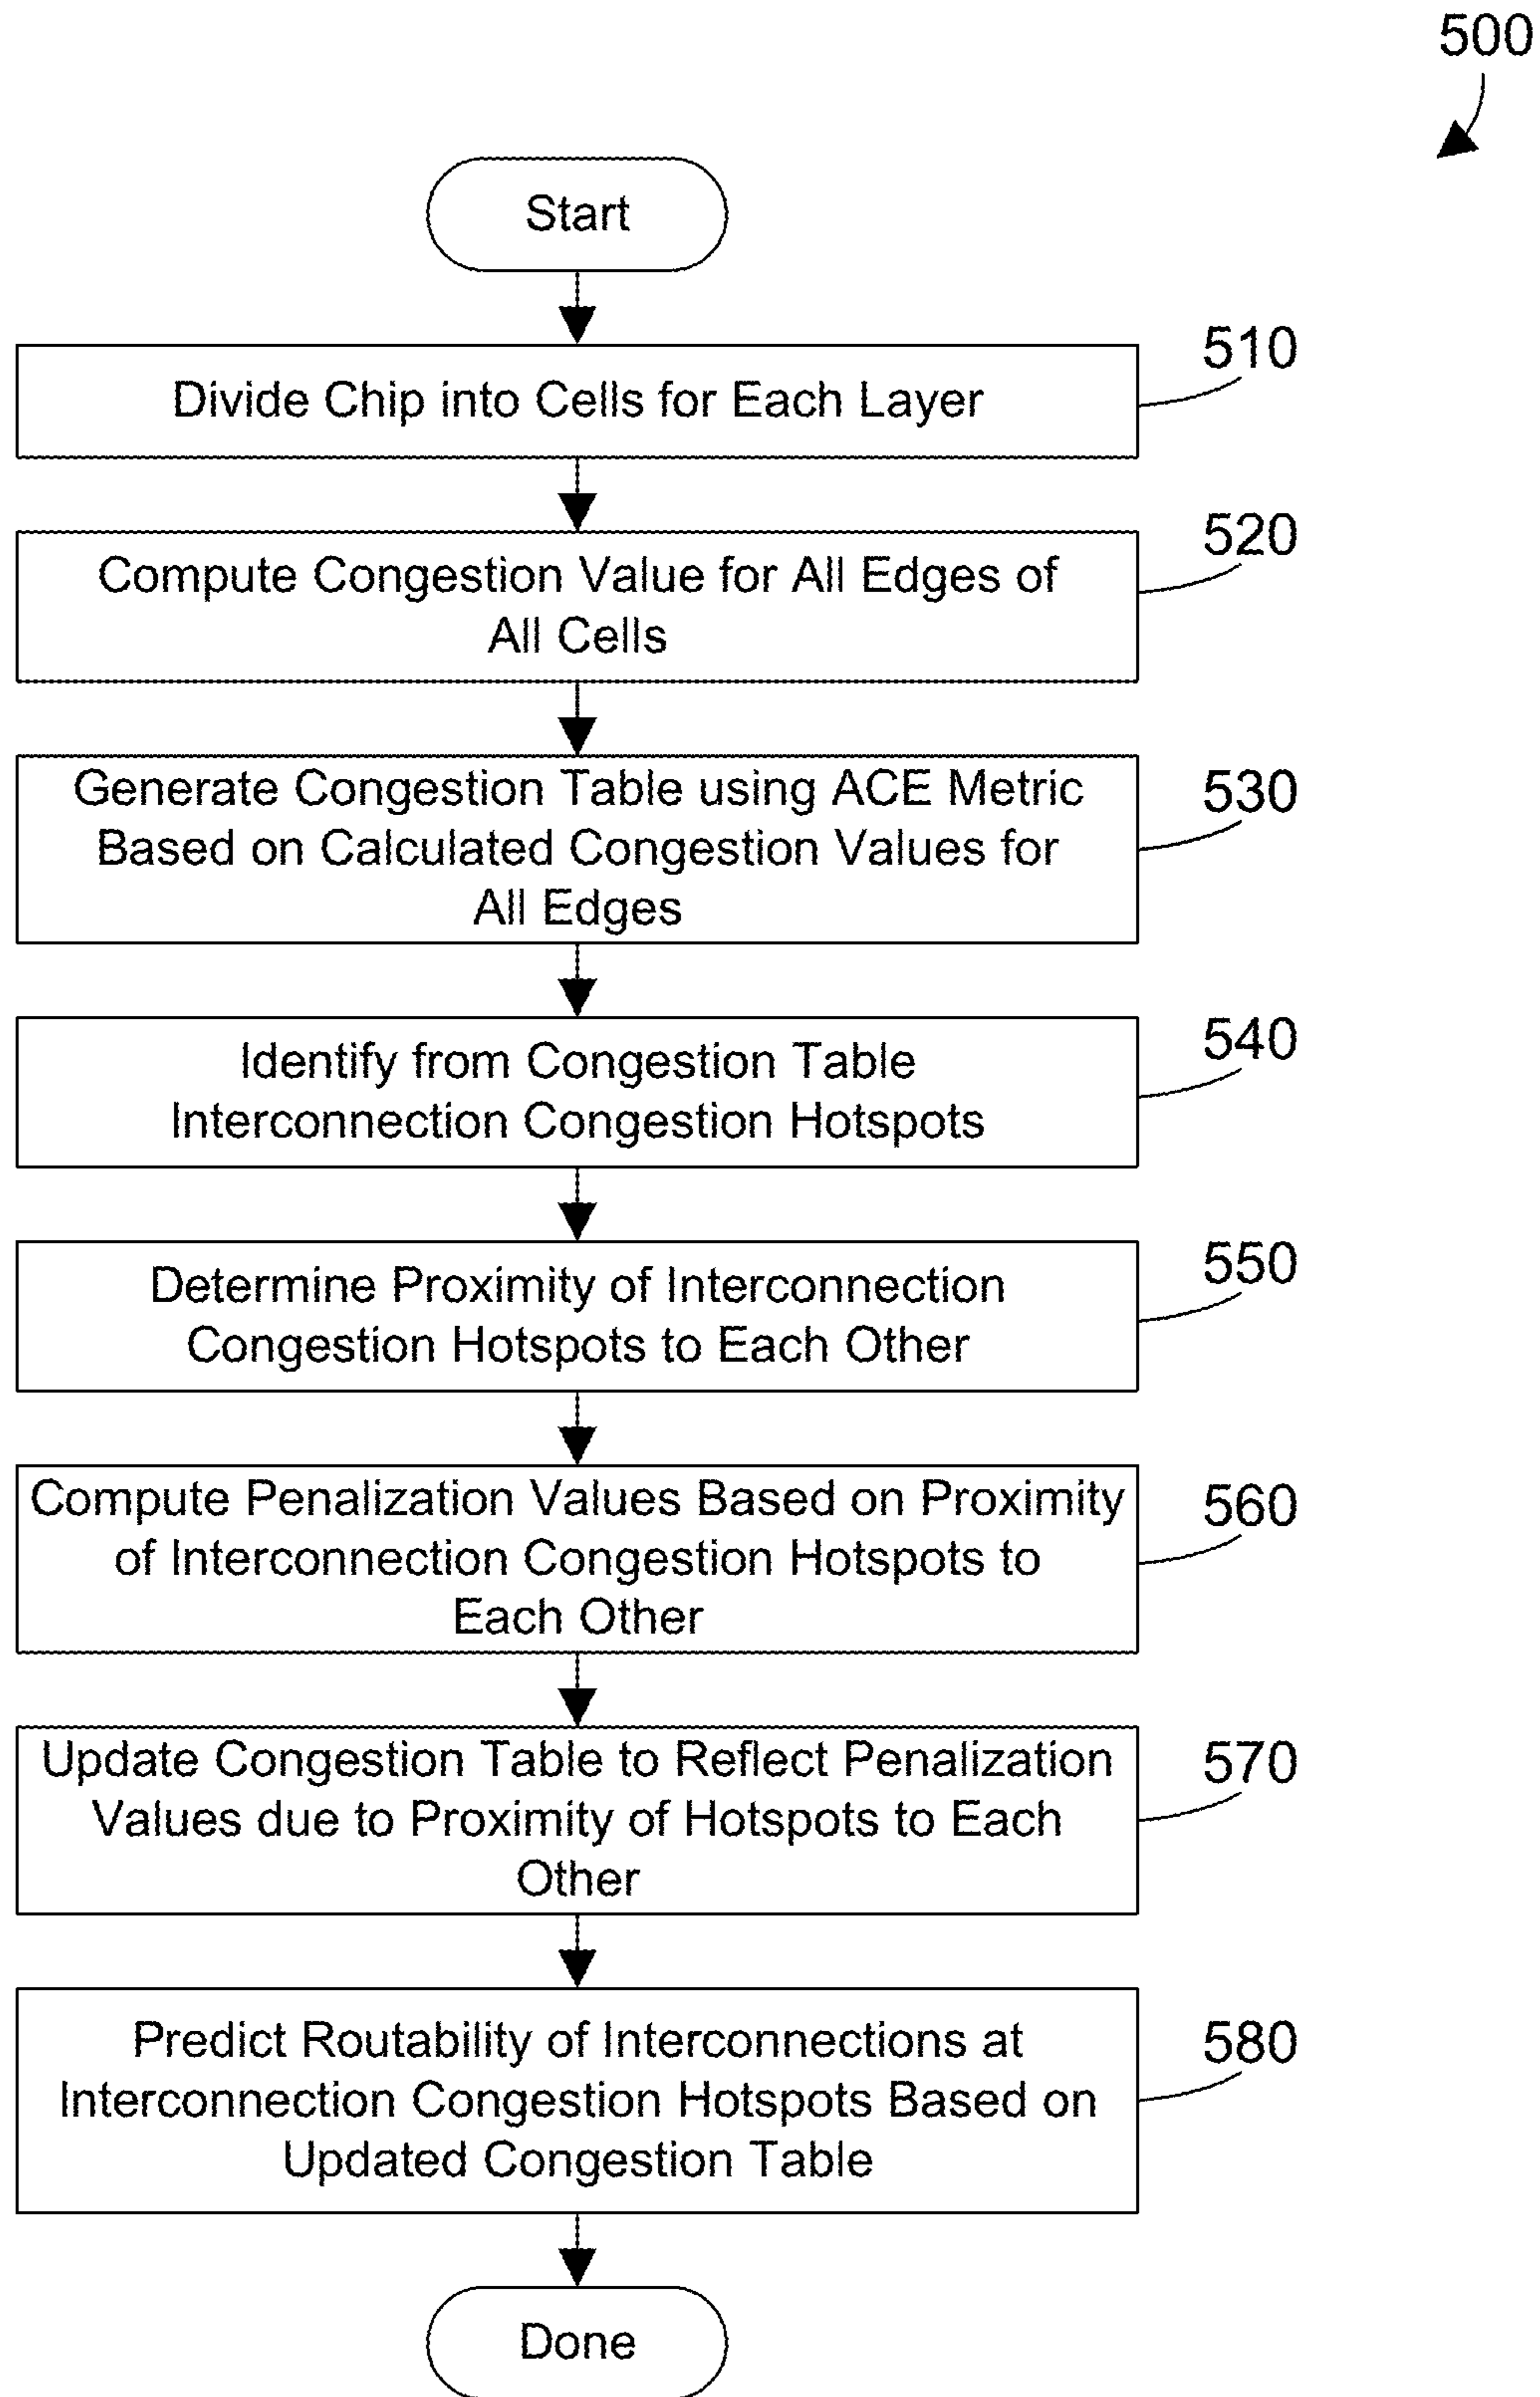 500
Start
510
Divide Chip into Cells for Each Layer
520
Compute Congestion Value for All Edges of
All Cells
530
Generate Congestion Table using ACE Metric
Based on Calculated Congestion Values for
All Edges
540
Identify from Congestion Table
Interconnection Congestion Hotspots
550
Determine Proximity of Interconnection
Congestion Hotspots to Each Other
560
Compute Penalization Values Based on Proximity
of Interconnection Congestion Hotspots to
Each Other
570
Update Congestion Table to Reflect Penalization
Values due to Proximity of Hotspots to Each
Other
580
Predict Routability of Interconnections at
Interconnection Congestion Hotspots Based on
Updated Congestion Table
Done